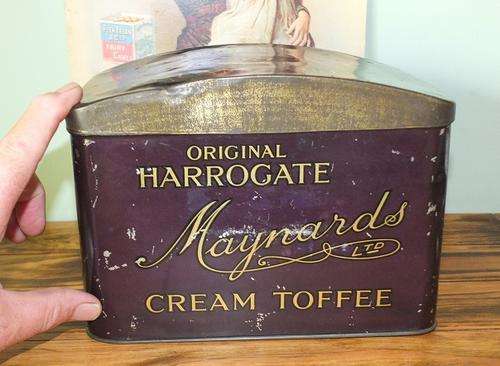 ORIGINAL
HARROGATE
Maynards
LTD
CREAM TOFFEE